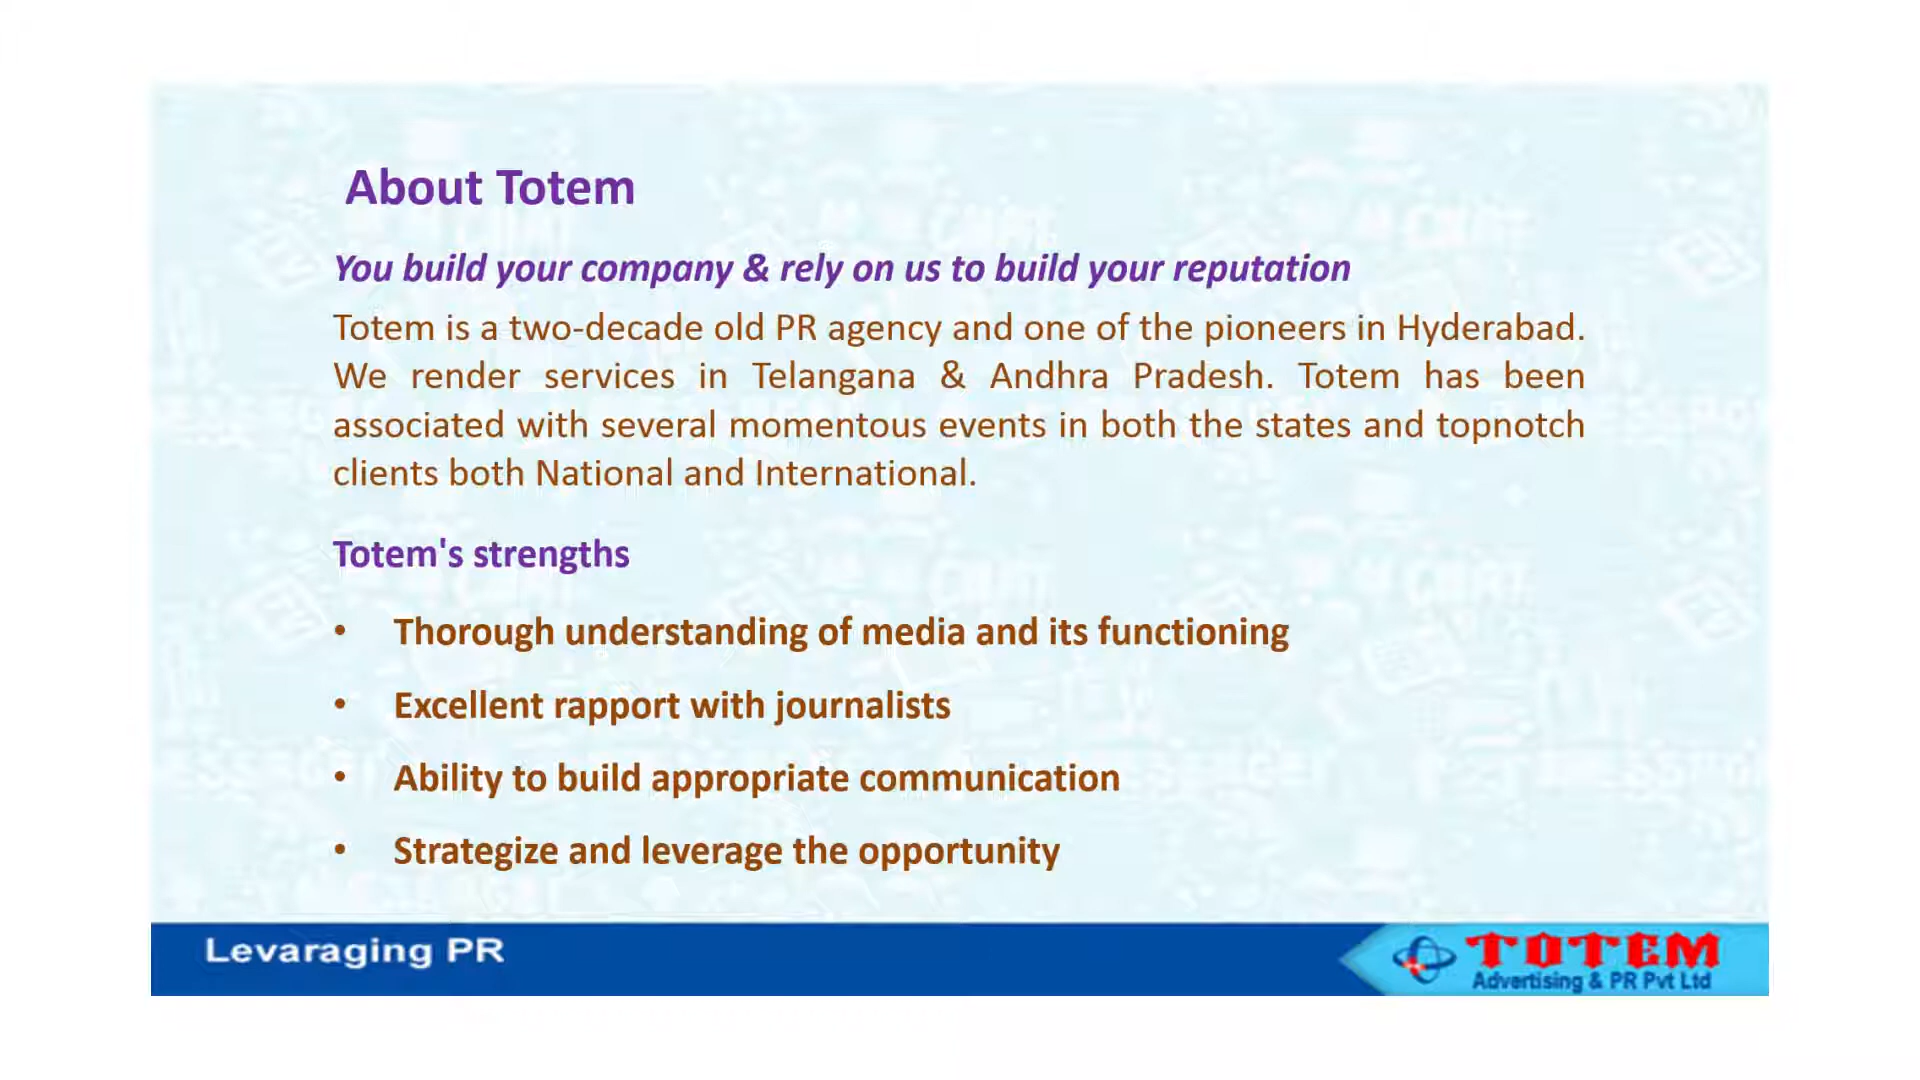 About Totem
You build your company & rely on us to build your reputation
Totem is a two-decade old PR agency and one of the pioneers in Hyderabad.
We render services in Telangana & Andhra Pradesh. Totem has been
associated with several momentous events in both the states and topnotch
clients both National and International.
Totem's strengths
• Thorough understanding of media and its functioning
• Excellent rapport with journalists
• Ability to build appropriate communication
• Strategize and leverage the opportunity
Levaraging PR
TOTEM
Advertising & PR Pvt Ltd